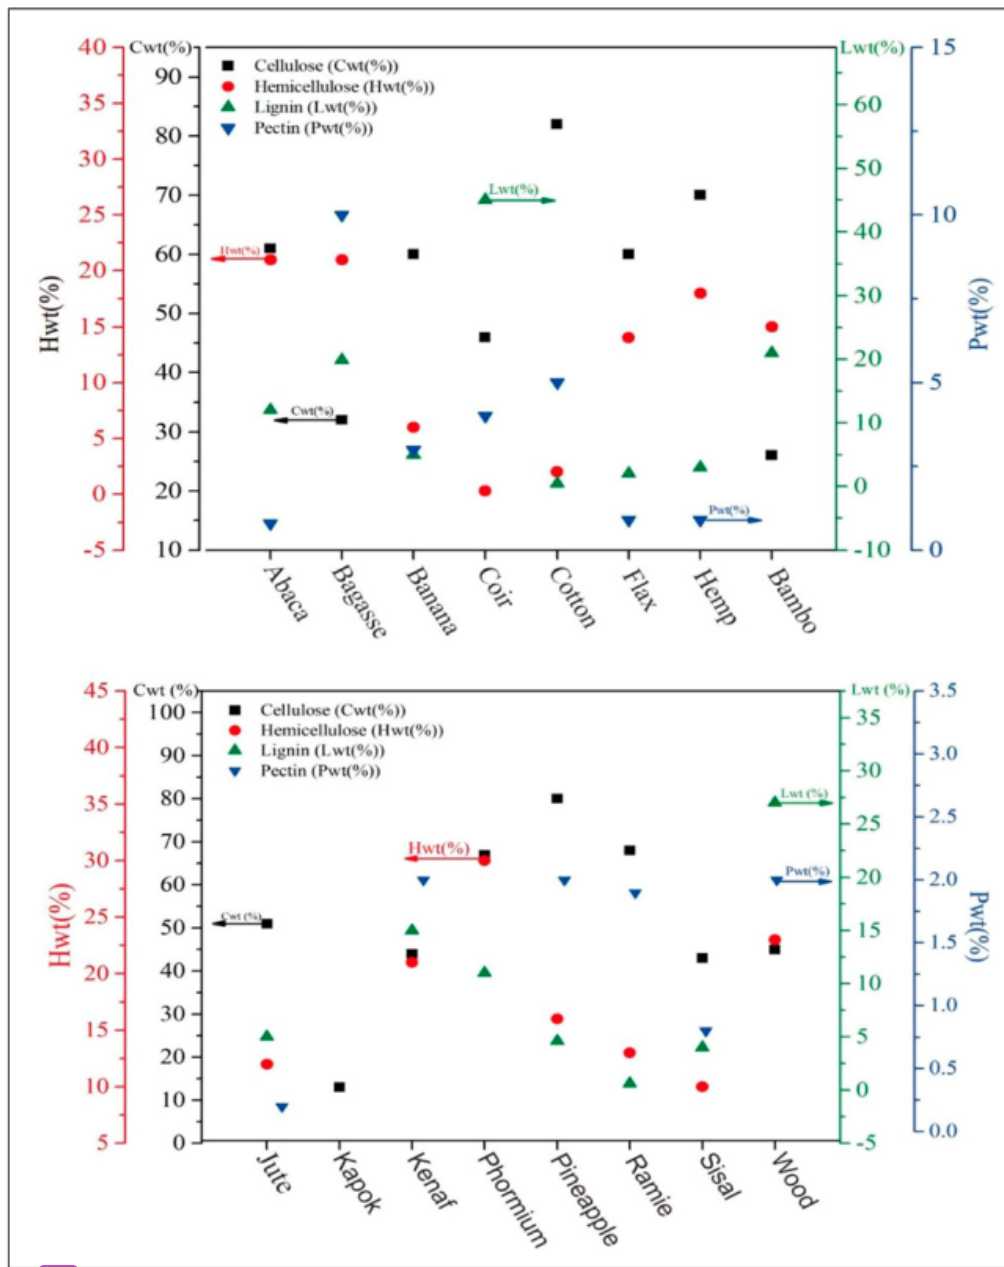 40
Cwt(%)
Lwt(%)
15
90
Cellulose (Cwt(%))
35
Hemicellulose (Hwt(%))
60
Lignin (Lwt(%))
80
Pectin (Pwt(%))
30
50
70
Lwt(%)
25
10
40
60
Hwt(%)
20
30
Hwt(%)
50
Pwt(%)
15
20
40
10
5
10
Cwt(%)
30
5
0
20
0
Pwt(%)
-5
10
-10
0
Abaca
Bagasse
Banana
Coir
Cotton
Flax
Hemp
Bambo
45
Cwt (%)
Lwt (%)
3.5
100
Cellulose (Cwt(%))
35
Hemicellulose (Hwt(%))
40
90
Lignin (Lwt(%))
3.0
Pectin (Pwt(%))
30
35
80
Lwt (%)
2.5
25
70
30
Hwt(%)
20
2.0
60
Pwt(%)
25
50
Cwt (%)
15
1.5
Hwt(%)
Pwt(%)
20
40
10
1.0
30
15
5
20
0.5
10
10
0
0.0
5
0
-5
Jute
Kapok
Kenaf
Phormium
Pineapple
Ramie
Sisal
Wood